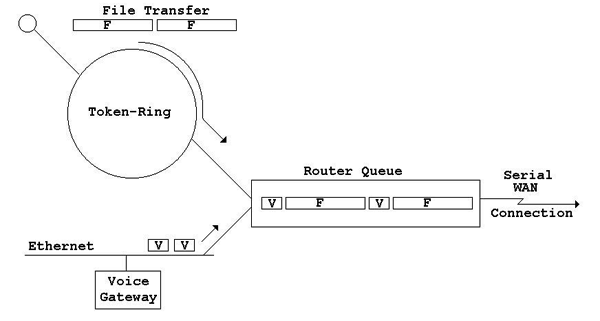 File Transfer
F F
Token-Ring
Router Queue
Serial
WAN
V F V F
Connection
Ethernet
V V
Voice
Gateway